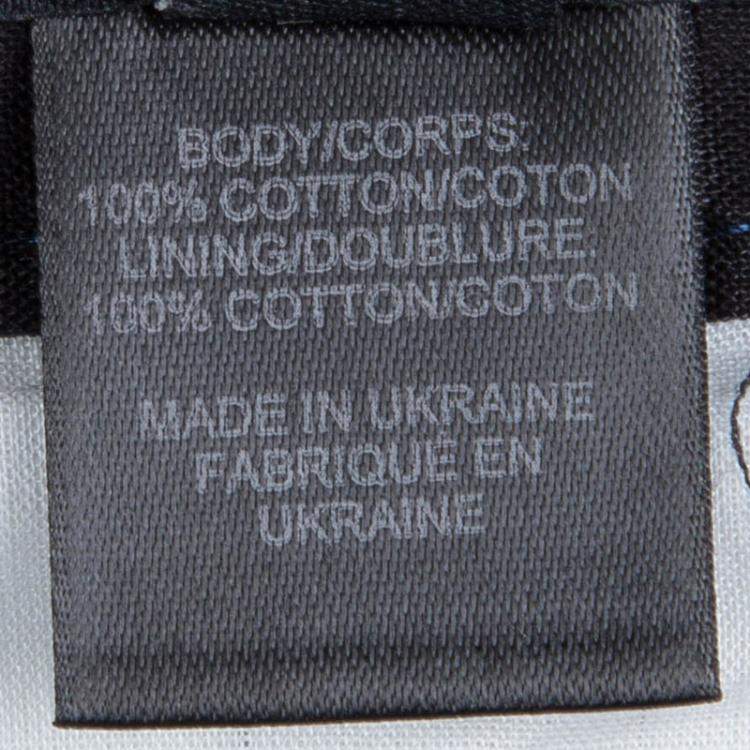 BODY/CORPS:
100% COTTON/COTON
LINING/DOUBLURE:
100% COTTON/COTON
MADE IN UKRAINE
FABRIQUE EN
UKRAINE